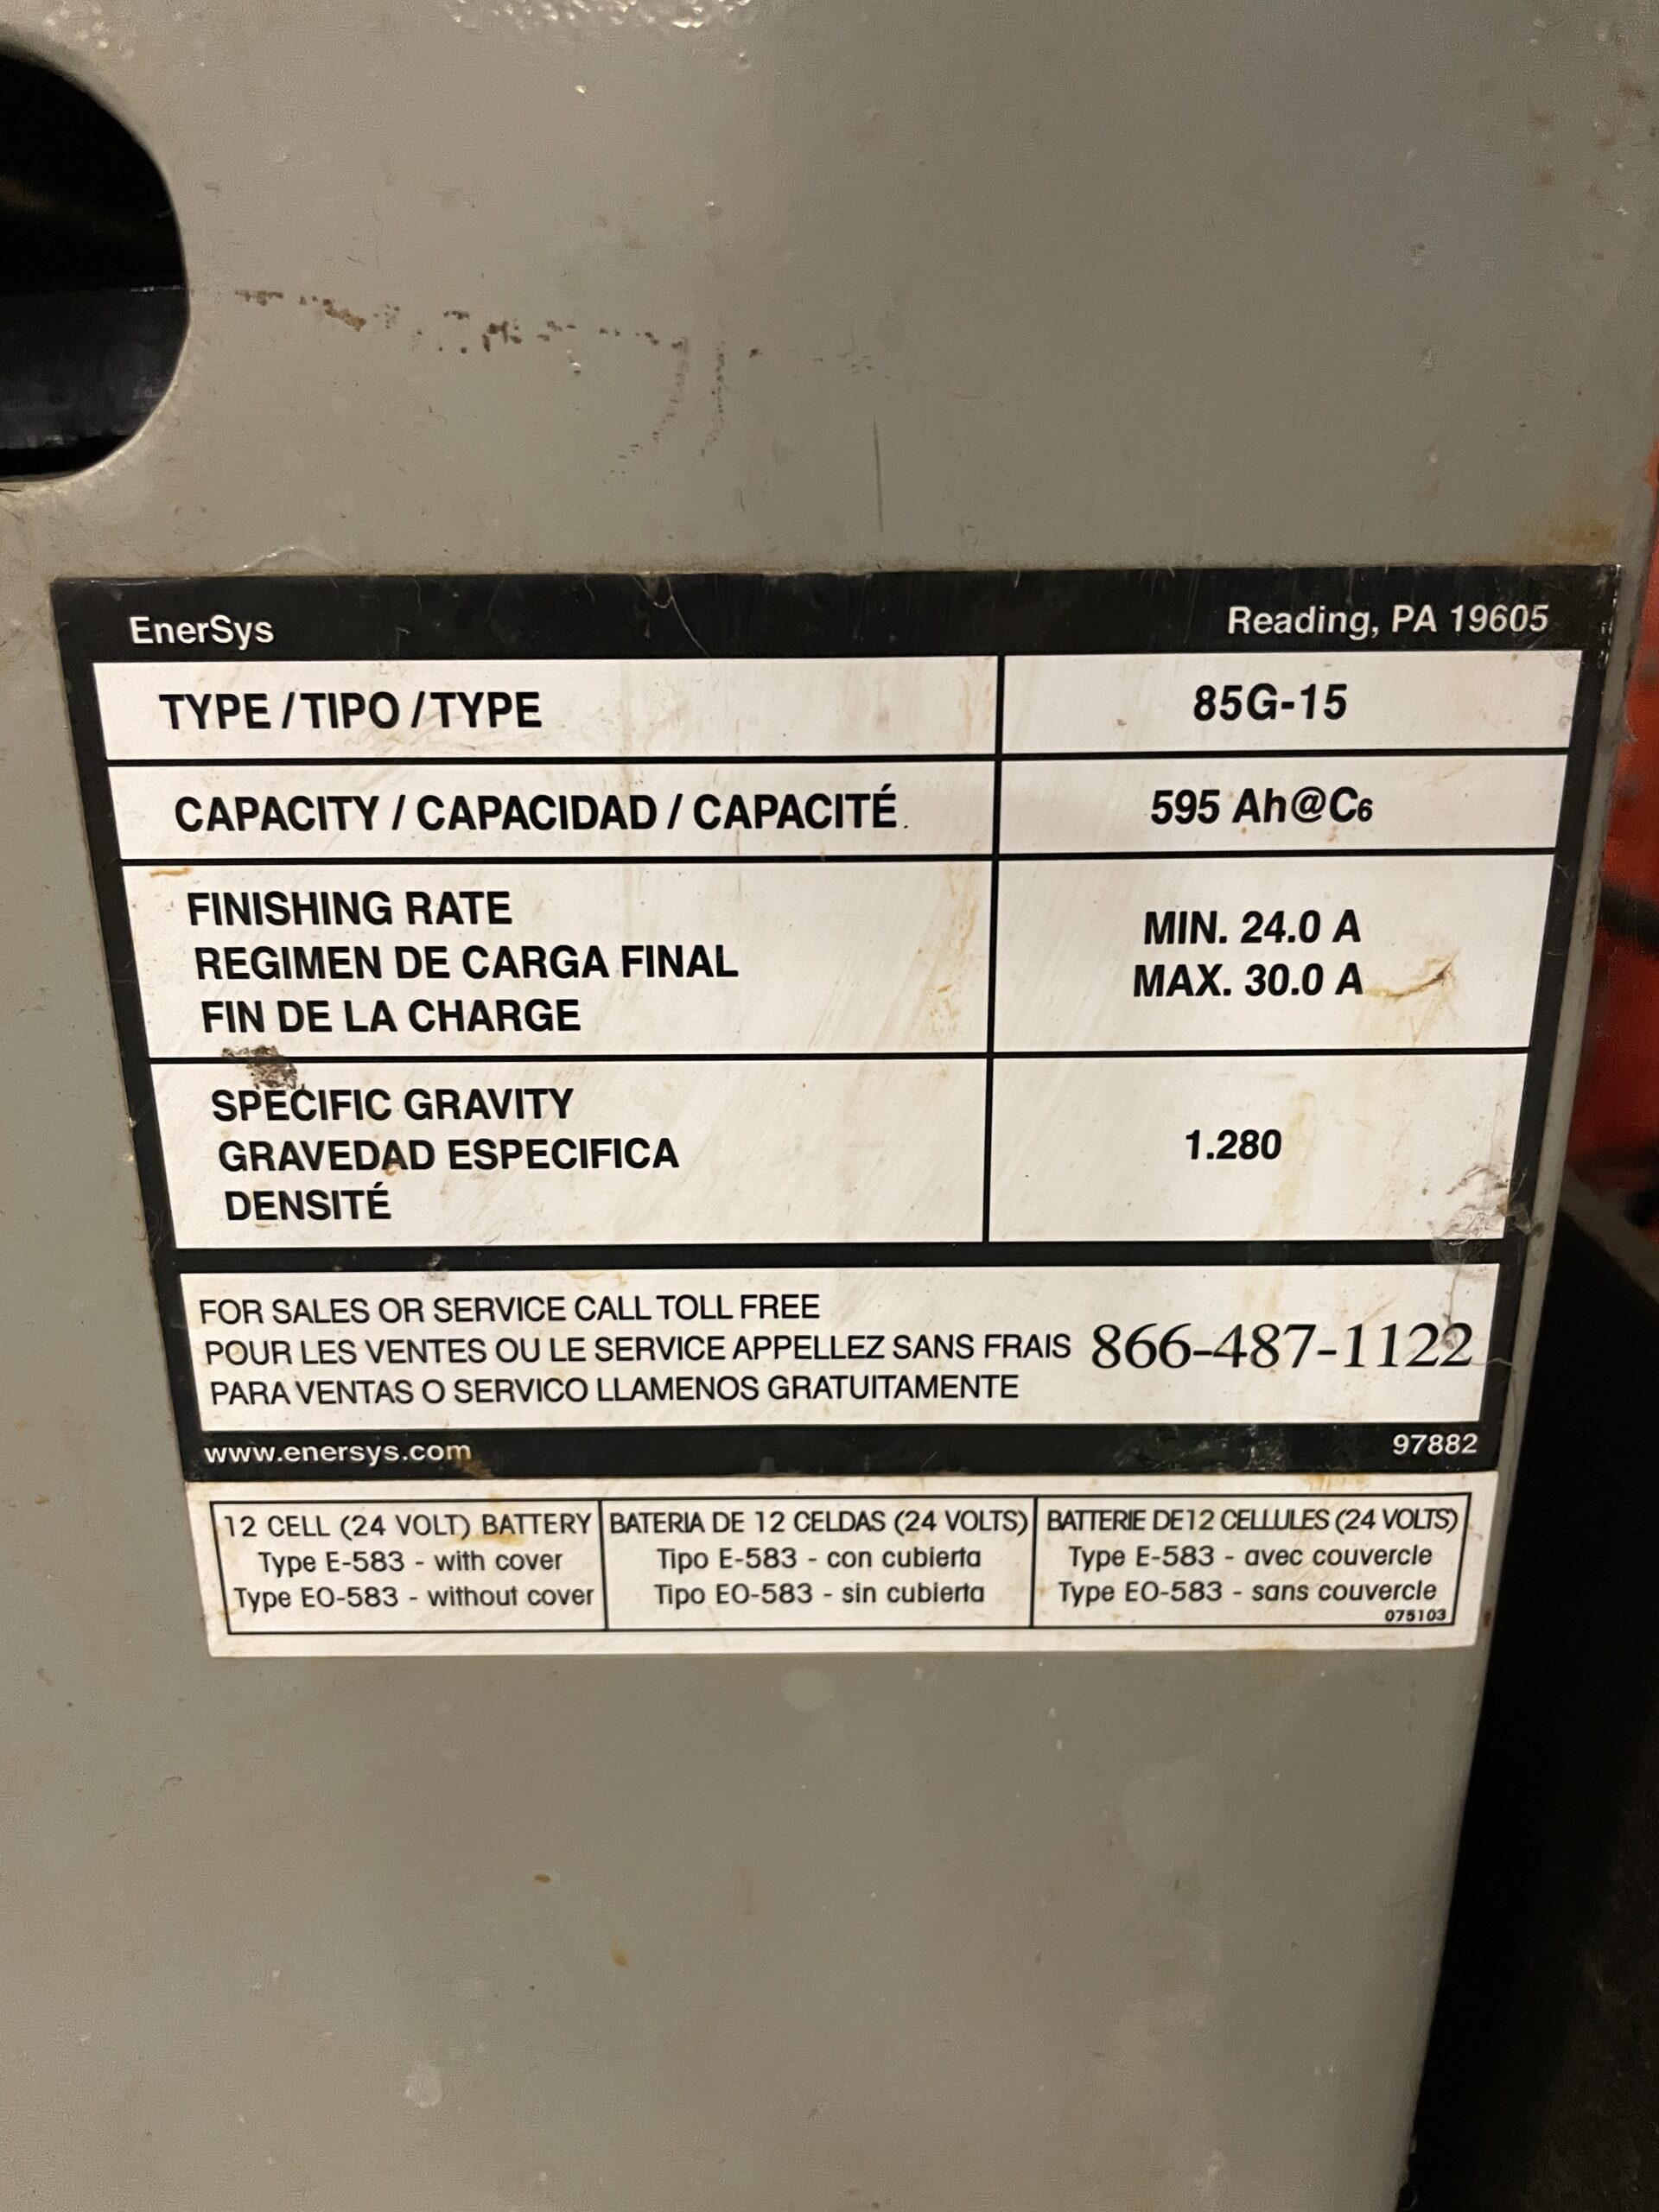 EnerSys
Reading, PA 19605
TYPE / TIPO / TYPE
85G-15
CAPACITY / CAPACIDAD / CAPACITÉ
595 Ah@C6
FINISHING RATE
REGIMEN DE CARGA FINAL
FIN DE LA CHARGE
MIN. 24.0 A
MAX. 30.0 A
SPECIFIC GRAVITY
GRAVEDAD ESPECIFICA
DENSITÉ
1.280
FOR SALES OR SERVICE CALL TOLL FREE
POUR LES VENTES OU LE SERVICE APPELLEZ SANS FRAIS
PARA VENTAS O SERVICO LLAMENOS GRATUITAMENTE
866-487-1122
www.enersys.com
97882
12 CELL (24 VOLT) BATTERY
Type E-583 - with cover
Type EO-583 - without cover
BATERIA DE 12 CELDAS (24 VOLTS)
Tipo E-583 - con cubierta
Tipo EO-583 - sin cubierta
BATTERIE DE 12 CELLULES (24 VOLTS)
Type E-583 - avec couvercle
Type EO-583 - sans couvercle
075103